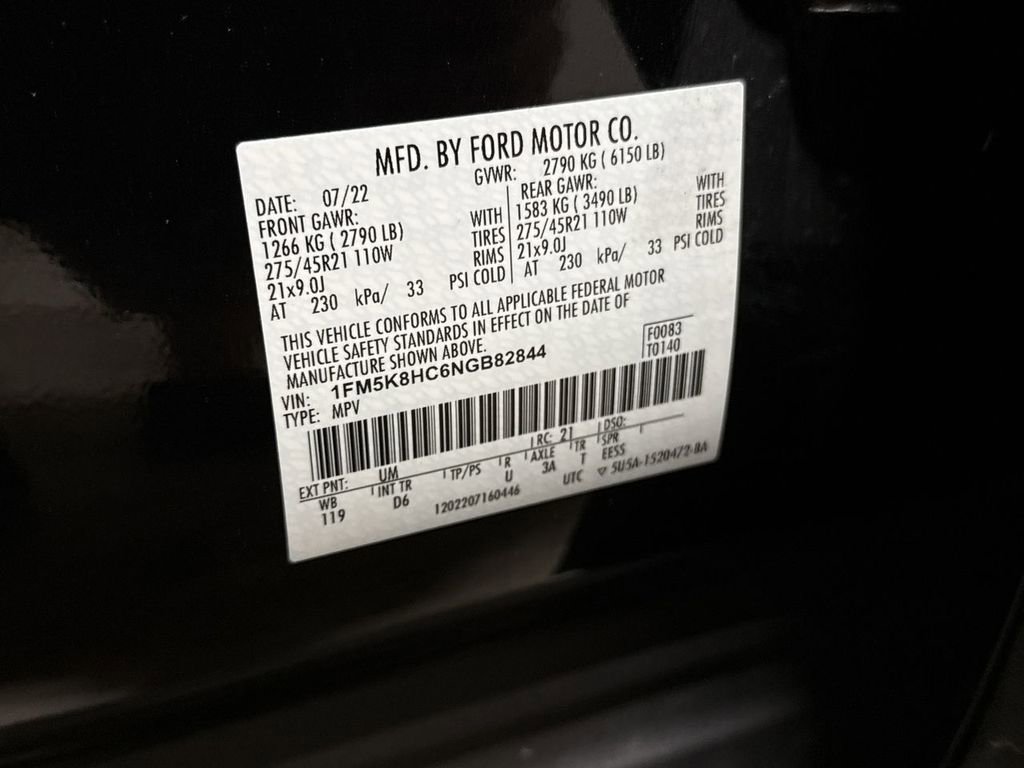 MFD. BY FORD MOTOR CO.
DATE: 07/22 GVWR: 2790 KG ( 6150 LB)
FRONT GAWR: REAR GAWR:
1266 KG ( 2790 LB) WITH 1583 KG ( 3490 LB) WITH
275/45R21 110W TIRES 275/45R21 110W TIRES
21x9.0J RIMS 21x9.0J RIMS
AT 230 kPa/ 33 PSI COLD AT 230 kPa/ 33 PSI COLD
THIS VEHICLE CONFORMS TO ALL APPLICABLE FEDERAL MOTOR
VEHICLE SAFETY STANDARDS IN EFFECT ON THE DATE OF
MANUFACTURE SHOWN ABOVE.
VIN: 1FM5K8HC6NGB82844 F0083
TYPE: MPV T0140
EXT PNT: UM RC: 21 DSO:
WB INT TR TP/PS R AXLE TR SPR
119 D6 U 3A T EESS
1202207160446 UTC ▽ 5U5A-1520472-BA